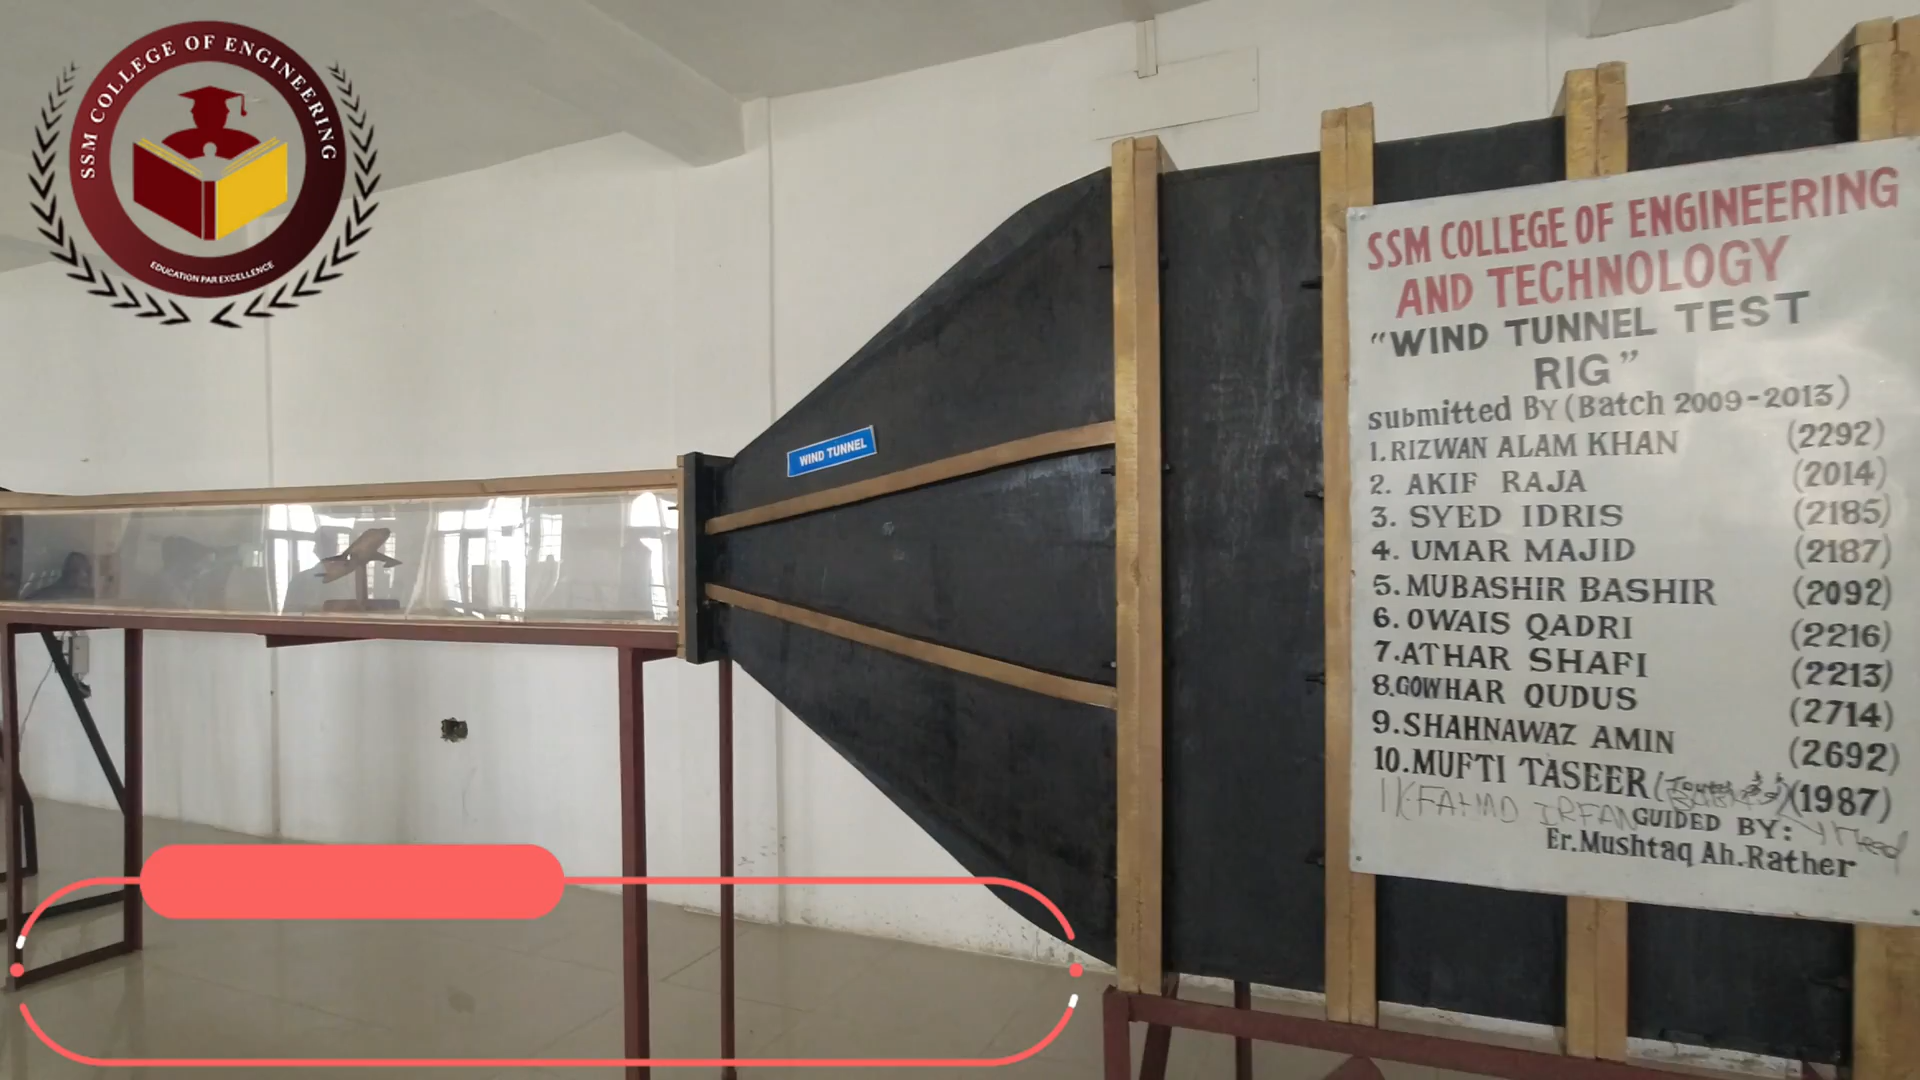 SSM COLLEGE OF ENGINEERING
EDUCATION PAR EXCELLENCE
WIND TUNNEL
SSM COLLEGE OF ENGINEERING
AND TECHNOLOGY
"WIND TUNNEL TEST
RIG"
submitted By (Batch 2009-2013)
1. RIZWAN ALAM KHAN (2292)
2. AKIF RAJA (2014)
3. SYED IDRIS (2185)
4. UMAR MAJID (2187)
5. MUBASHIR BASHIR (2092)
6. OWAIS QADRI (2216)
7. ATHAR SHAFI (2213)
8. GOWHAR QUDUS (2714)
9. SHAHNAWAZ AMIN (2692)
10. MUFTI TASEER (1987)
IRFAN GUIDED BY:
Er. Mushtaq Ah. Rather